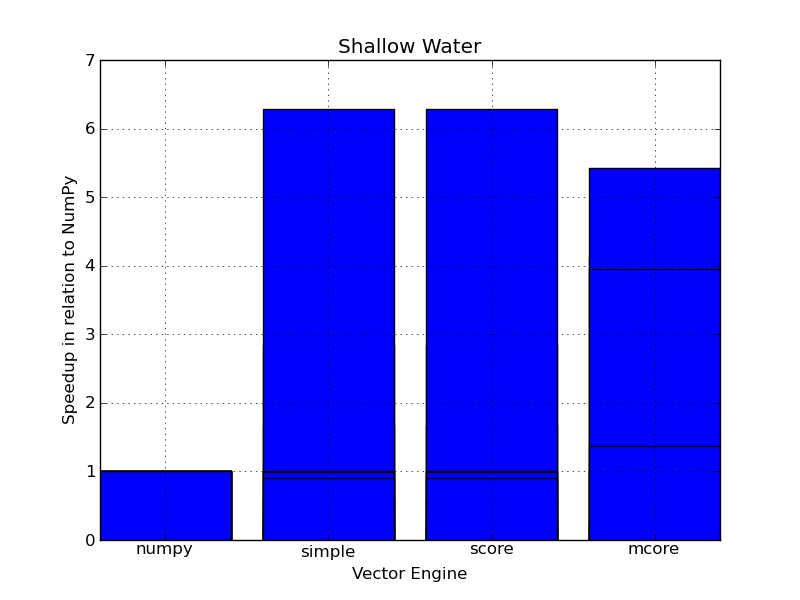 Shallow Water
7
6
5
4
3
2
1
0
Speedup in relation to NumPy
numpy simple score mcore
Vector Engine